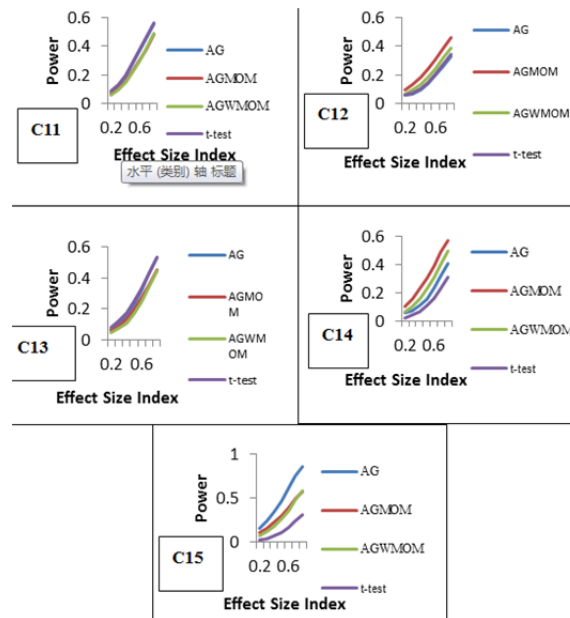 0.6
0.4
0.2
0
Power
0.2 0.6
AG
AGMOM
AGWMOM
t-test
C11
Effect Size Index
水平 (类别) 轴 标题
0.6
0.4
0.2
0
Power
0.2 0.6
AG
AGMOM
AGWMOM
t-test
C12
Effect Size Index
0.6
0.4
0.2
0
Power
0.2 0.6
AG
AGMO
M
AGWM
OM
t-test
C13
Effect Size Index
0.6
0.4
0.2
0
Power
0.2 0.6
AG
AGMOM
AGWMOM
t-test
C14
Effect Size Index
1
0.5
0
Power
0.2 0.6
AG
AGMOM
AGWMOM
t-test
C15
Effect Size Index